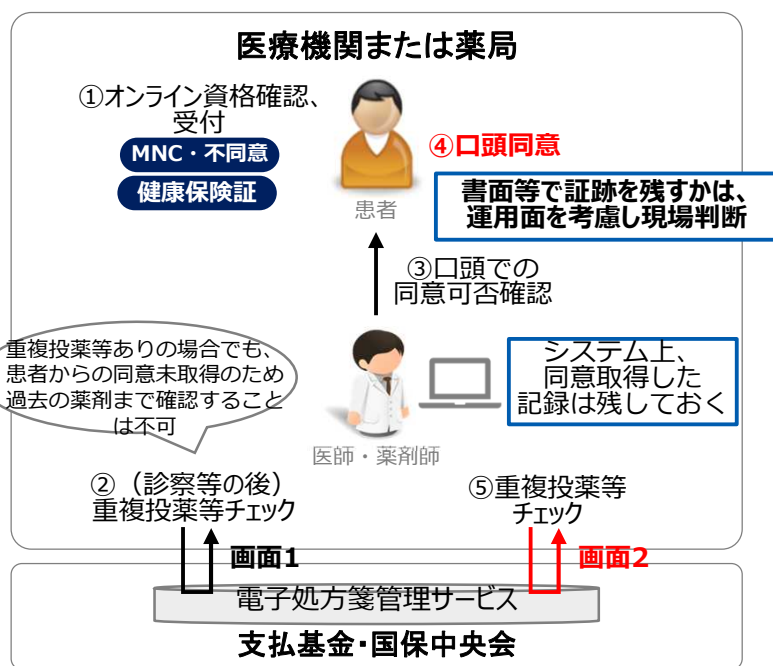 医療機関または薬局
①オンライン資格確認、
受付
MNC・不同意
健康保険証
患者
④口頭同意
書面等で証跡を残すかは、
運用面を考慮し現場判断
③口頭での
同意可否確認
重複投薬等ありの場合でも、
患者からの同意未取得のため
過去の薬剤まで確認すること
は不可
システム上、
同意取得した
記録は残しておく
医師・薬剤師
②（診察等の後）
重複投薬等チェック
⑤重複投薬等
チェック
画面1
画面2
電子処方箋管理サービス
支払基金・国保中央会